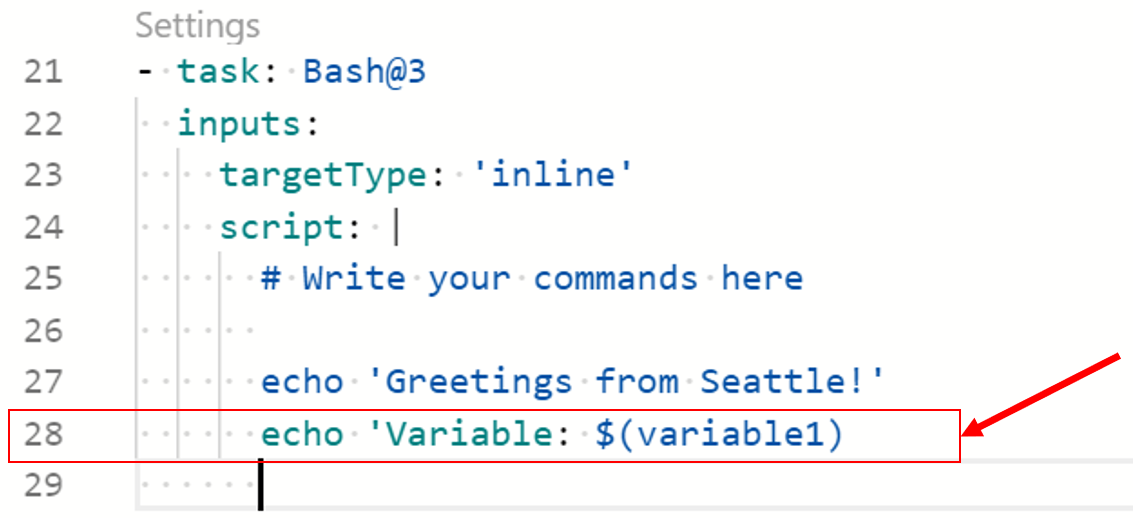 Settings
21 - task: Bash@3
22 inputs:
23 targetType: 'inline'
24 script: |
25 # Write your commands here
26
27 echo 'Greetings from Seattle!'
28 echo 'Variable: $(variable1)
29